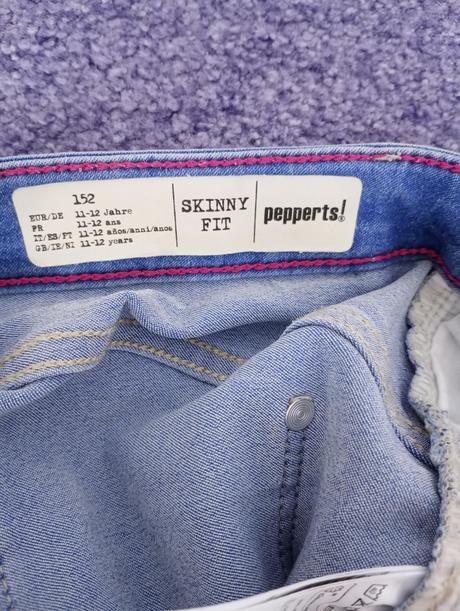 152
EUR/DE 11-12 Jahre
FR 11-12 ans
IT/ES/PT 11-12 años/anni/anos
GB/IE/NI 11-12 years
SKINNY
FIT
pepperts!